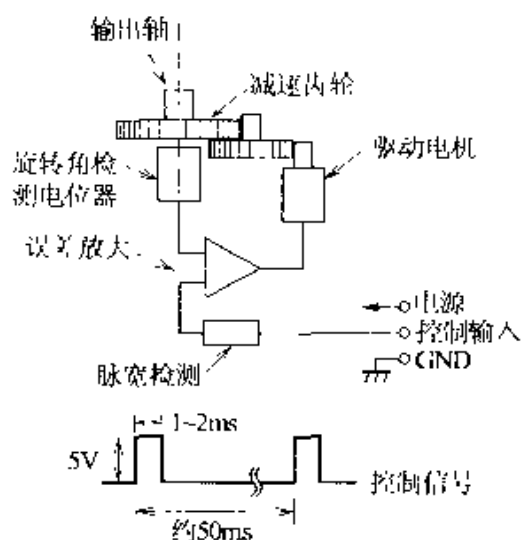 输出轴
减速齿轮
旋转角检
测电位器
驱动电机
误差放大
电源
控制输入
GND
脉宽检测
1~2ms
5V
控制信号
约50ms